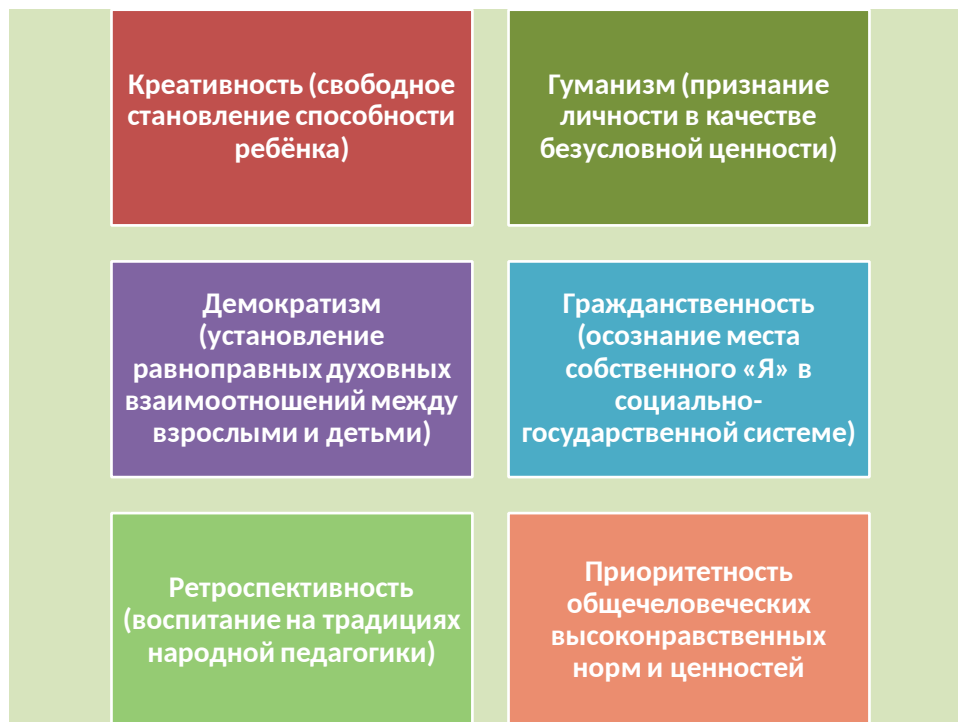 Креативность (свободное
становление способности
ребёнка)
Гуманизм (признание
личности в качестве
безусловной ценности)
Демократизм
(установление
равноправных духовных
взаимоотношений между
взрослыми и детьми)
Гражданственность
(осознание места
собственного «Я» в
социально-
государственной системе)
Ретроспективность
(воспитание на традициях
народной педагогики)
Приоритетность
общечеловеческих
высоконравственных
норм и ценностей